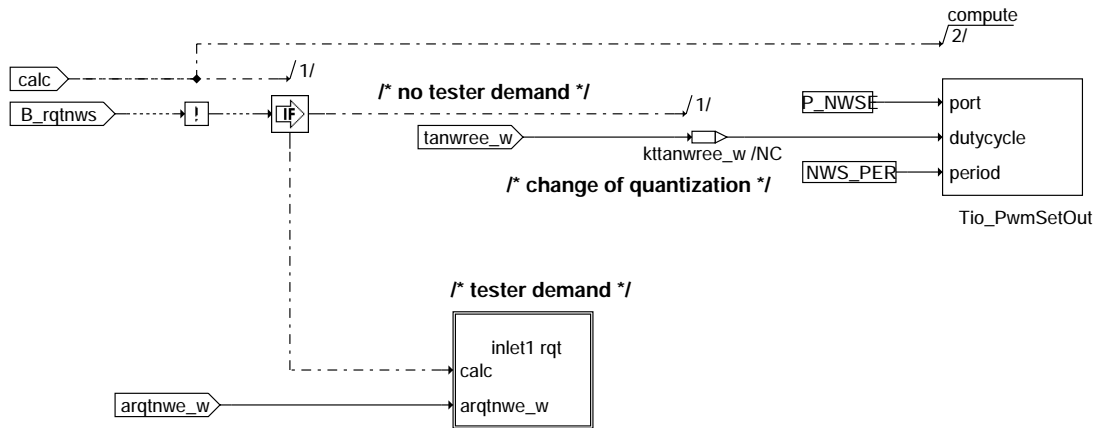 compute
2/
calc
/1/
/* no tester demand */
B_rqtnws
!
IF
/1/
P_NWSE
port
tanwree_w
dutycycle
kttanwree_w /NC
NWS_PER
period
/* change of quantization */
Tio_PwmSetOut
/* tester demand */
inlet1 rqt
calc
arqtnwe_w
arqtnwe_w